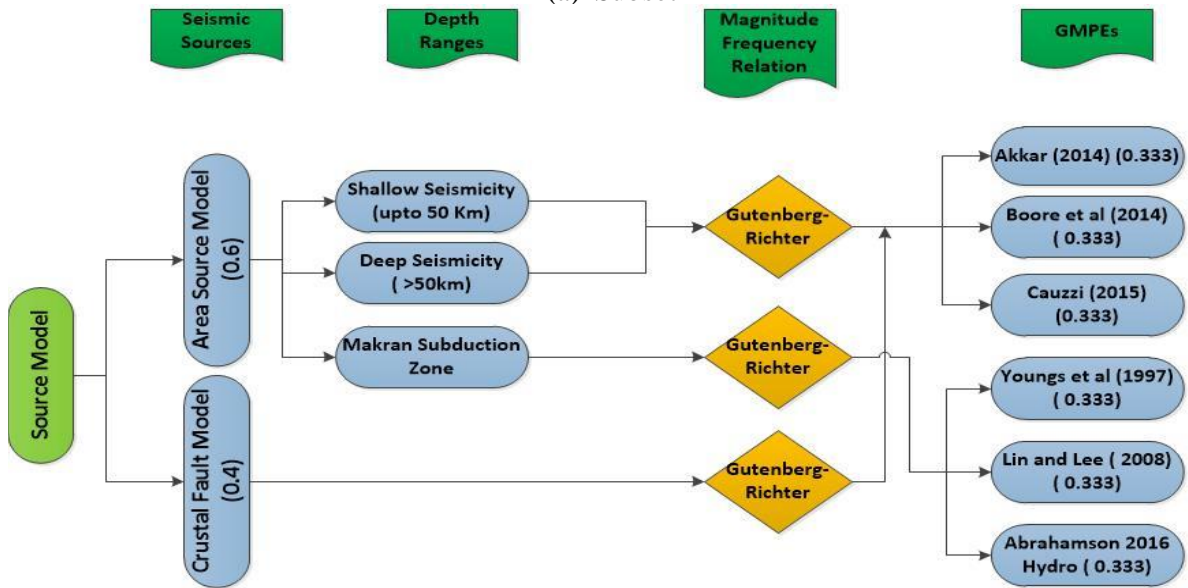 Seismic
Sources
Depth
Ranges
Magnitude
Frequency
Relation
GMPEs
Source Model
Area Source Model
(0.6)
Crustal Fault Model
(0.4)
Shallow Seismicity
(upto 50 Km)
Deep Seismicity
( >50km)
Makran Subduction
Zone
Gutenberg-
Richter
Gutenberg-
Richter
Gutenberg-
Richter
Akkar (2014) (0.333)
Boore et al (2014)
( 0.333)
Cauzzi (2015)
(0.333)
Youngs et al (1997)
( 0.333)
Lin and Lee ( 2008)
( 0.333)
Abrahamson 2016
Hydro ( 0.333)